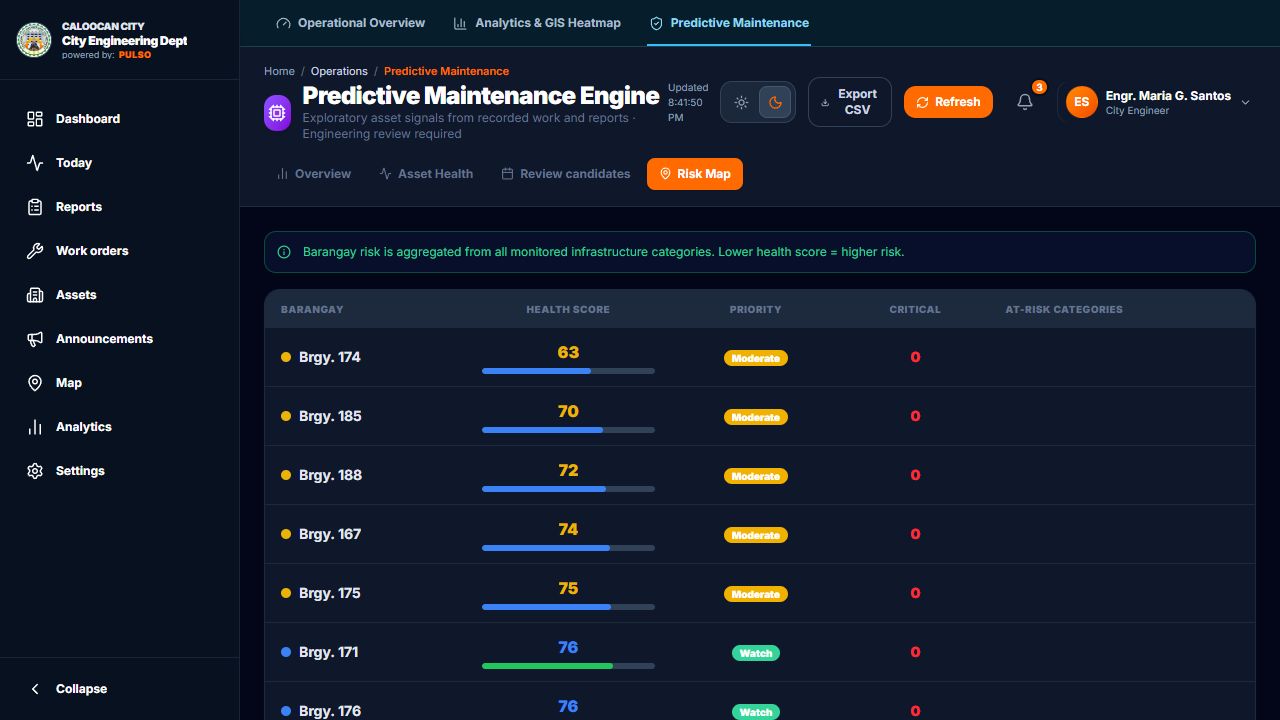 CALOOCAN CITY
City Engineering Dept
powered by: PULSO
Dashboard
Today
Reports
Work orders
Assets
Announcements
Map
Analytics
Settings
Collapse
Operational Overview
Analytics & GIS Heatmap
Predictive Maintenance
Home / Operations / Predictive Maintenance
Predictive Maintenance Engine
Exploratory asset signals from recorded work and reports ·
Engineering review required
Updated
8:41:50
PM
Export
CSV
Refresh
3
ES
Engr. Maria G. Santos
City Engineer
Overview
Asset Health
Review candidates
Risk Map
Barangay risk is aggregated from all monitored infrastructure categories. Lower health score = higher risk.
BARANGAY HEALTH SCORE PRIORITY CRITICAL AT-RISK CATEGORIES
Brgy. 174 63 Moderate 0
Brgy. 185 70 Moderate 0
Brgy. 188 72 Moderate 0
Brgy. 167 74 Moderate 0
Brgy. 175 75 Moderate 0
Brgy. 171 76 Watch 0
Brgy. 176 76 Watch 0